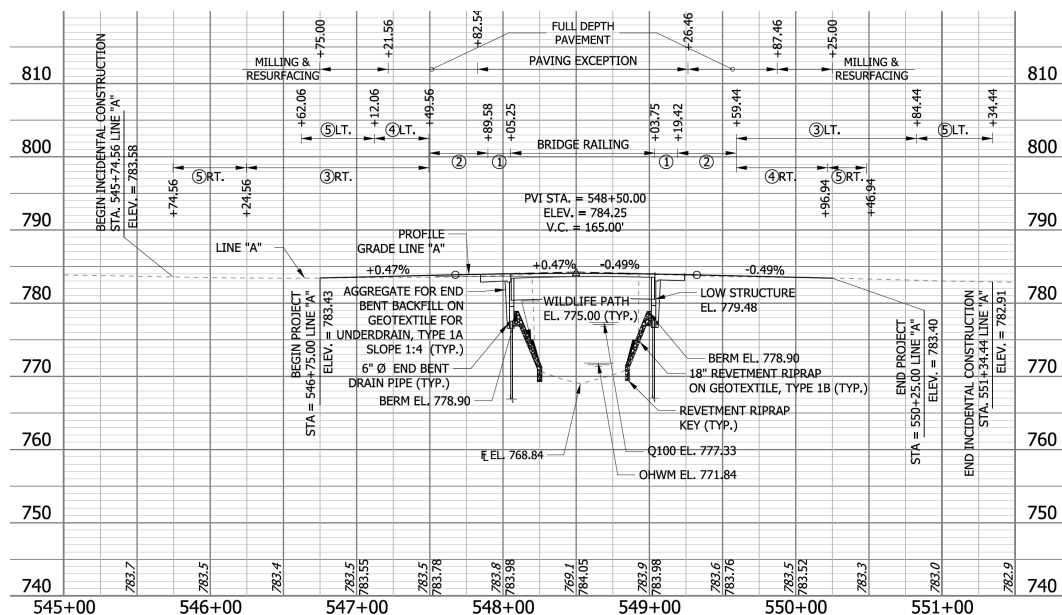 +75.00
+21.56
+82.54
FULL DEPTH
PAVEMENT
+26.46
+87.46
+25.00
MILLING &
RESURFACING
PAVING EXCEPTION
MILLING &
RESURFACING
810
810
+62.06
+12.06
+49.56
+89.58
+05.25
+03.75
+19.42
+59.44
+84.44
+34.44
⑤LT.
④LT.
③LT.
⑤LT.
BRIDGE RAILING
800
800
②
①
①
②
⑤RT.
③RT.
④RT.
⑤RT.
+74.56
+24.56
+96.94
+46.94
BEGIN INCIDENTAL CONSTRUCTION
STA. 545+74.56 LINE "A"
ELEV. = 783.58
PVI STA. = 548+50.00
ELEV. = 784.25
V.C. = 165.00'
790
790
LINE "A"
PROFILE
GRADE LINE "A"
+0.47%
+0.47%
-0.49%
-0.49%
780
780
AGGREGATE FOR END
BENT BACKFILL ON
GEOTEXTILE FOR
UNDERDRAIN, TYPE 1A
SLOPE 1:4 (TYP.)
WILDLIFE PATH
EL. 775.00 (TYP.)
LOW STRUCTURE
EL. 779.48
BEGIN PROJECT
STA = 546+75.00 LINE "A"
ELEV. = 783.43
6" Ø END BENT
DRAIN PIPE (TYP.)
BERM EL. 778.90
BERM EL. 778.90
18" REVETMENT RIPRAP
ON GEOTEXTILE, TYPE 1B (TYP.)
REVETMENT RIPRAP
KEY (TYP.)
END PROJECT
STA = 550+25.00 LINE "A"
ELEV. = 783.40
END INCIDENTAL CONSTRUCTION
STA. 551+34.44 LINE "A"
ELEV. = 782.91
770
770
760
760
℄ EL. 768.84
Q100 EL. 777.33
OHWM EL. 771.84
750
750
783.7
783.5
783.4
783.5
783.55
783.5
783.78
783.8
783.98
769.1
784.05
783.9
783.98
783.6
783.76
783.5
783.52
783.3
783.0
782.9
740
740
545+00
546+00
547+00
548+00
549+00
550+00
551+00